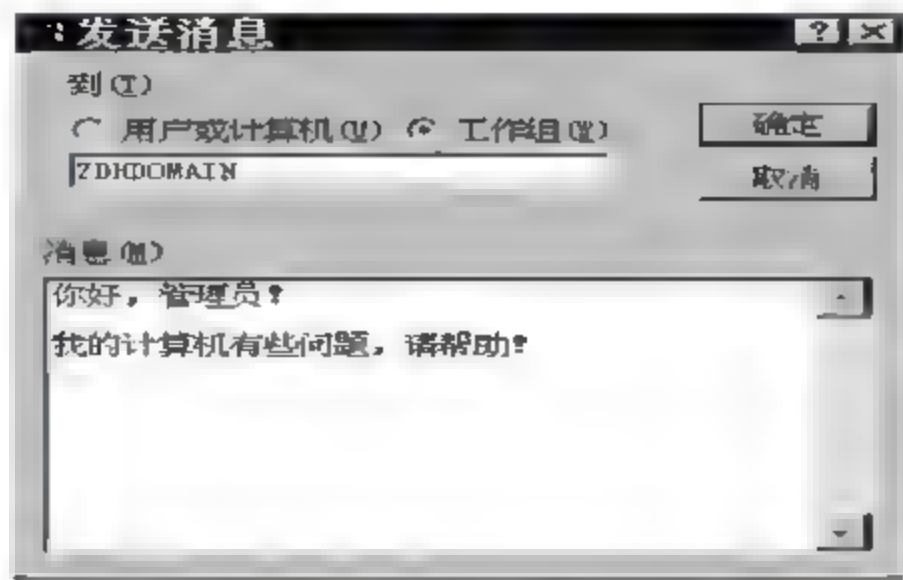 发送消息
到(T)
用户或计算机(U) 工作组(W)
确定
ZDHDOMAIN
取消
消息(M)
你好，管理员!
我的计算机有些问题，请帮助!